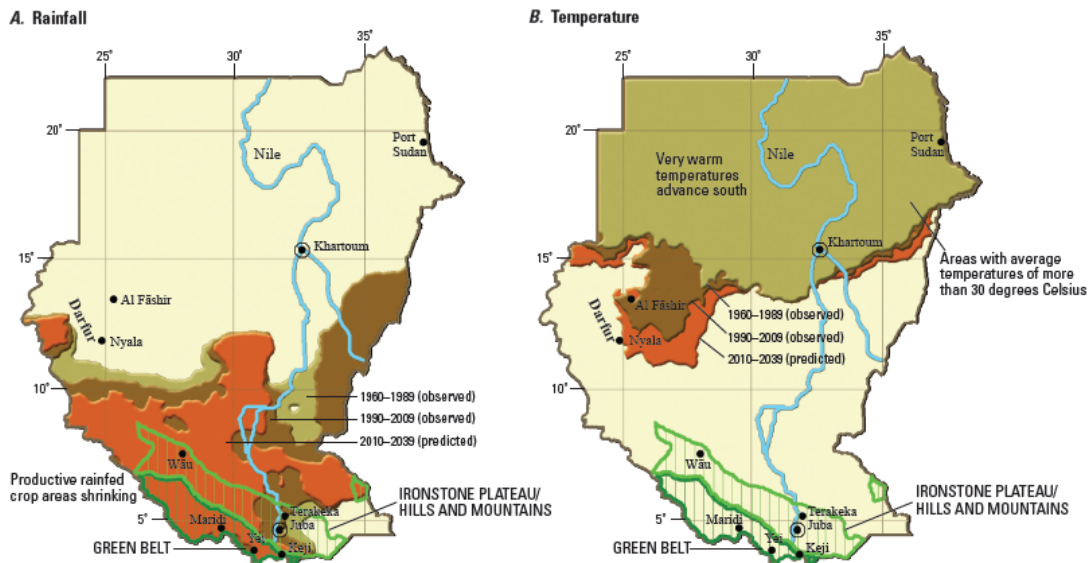 A. Rainfall
25°
30°
35°
20°
15°
10°
5°
Nile
Port
Sudan
Khartoum
Al Fāshir
Darfur
Nyala
1960–1989 (observed)
1990–2009 (observed)
2010–2039 (predicted)
Productive rainfed
crop areas shrinking
Wāu
Maridi
Yei
Terakeka
Juba
Keji
GREEN BELT
IRONSTONE PLATEAU/
HILLS AND MOUNTAINS
B. Temperature
25°
30°
35°
20°
15°
10°
5°
Very warm
temperatures
advance south
Nile
Port
Sudan
Khartoum
Areas with average
temperatures of more
than 30 degrees Celsius
Al Fāshir
Darfur
Nyala
1960–1989 (observed)
1990–2009 (observed)
2010–2039 (predicted)
Wāu
Maridi
Yei
Terakeka
Juba
Keji
GREEN BELT
IRONSTONE PLATEAU/
HILLS AND MOUNTAINS